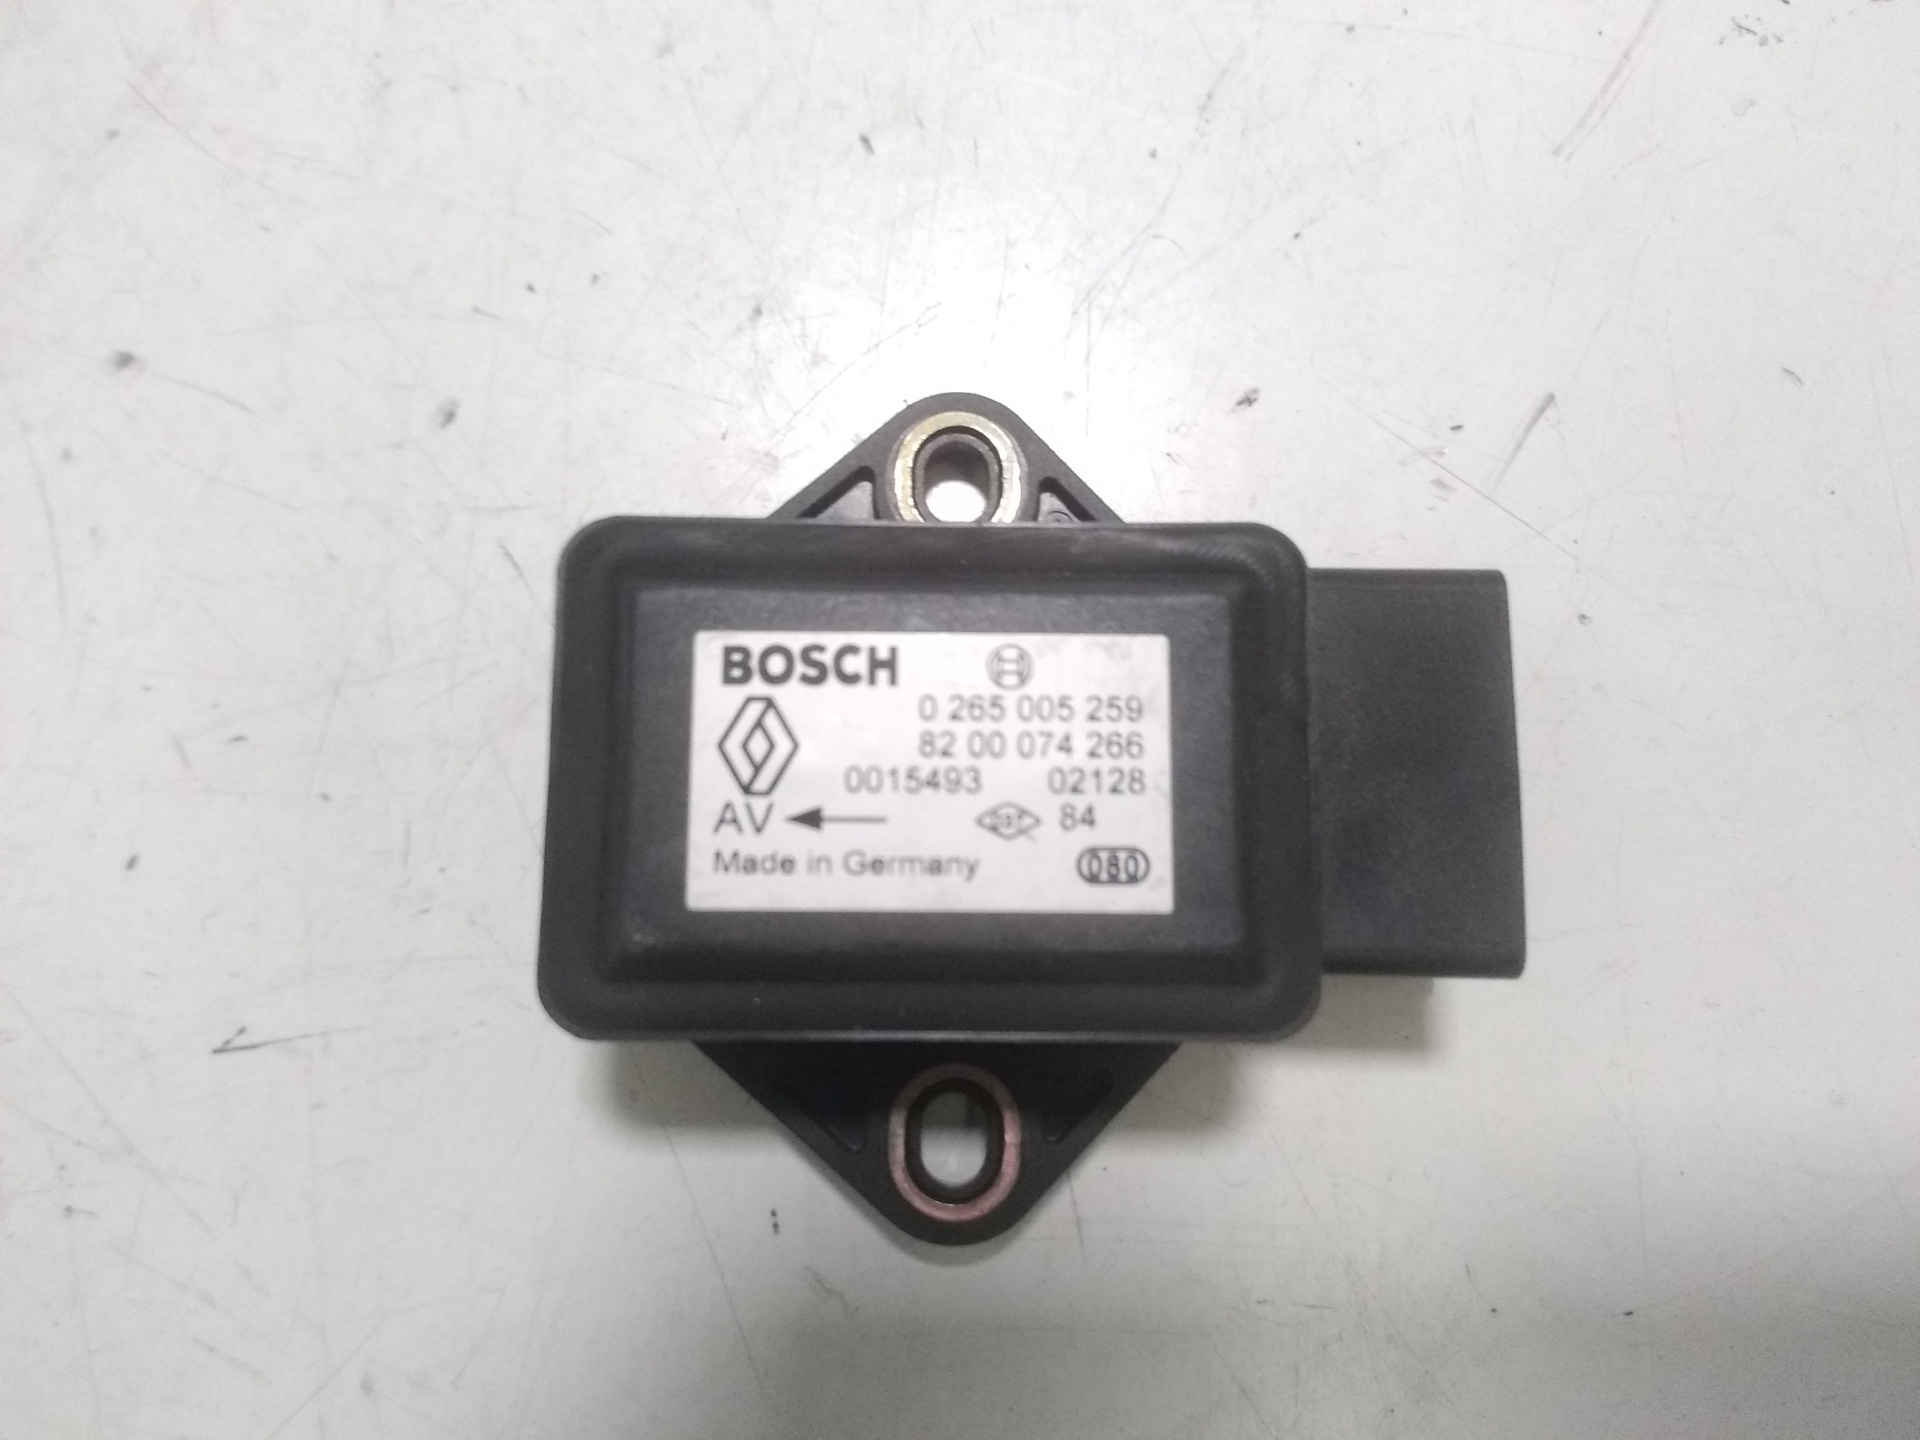 BOSCH
0 265 005 259
82 00 074 266
0015493 02128
AV 84
Made in Germany 080